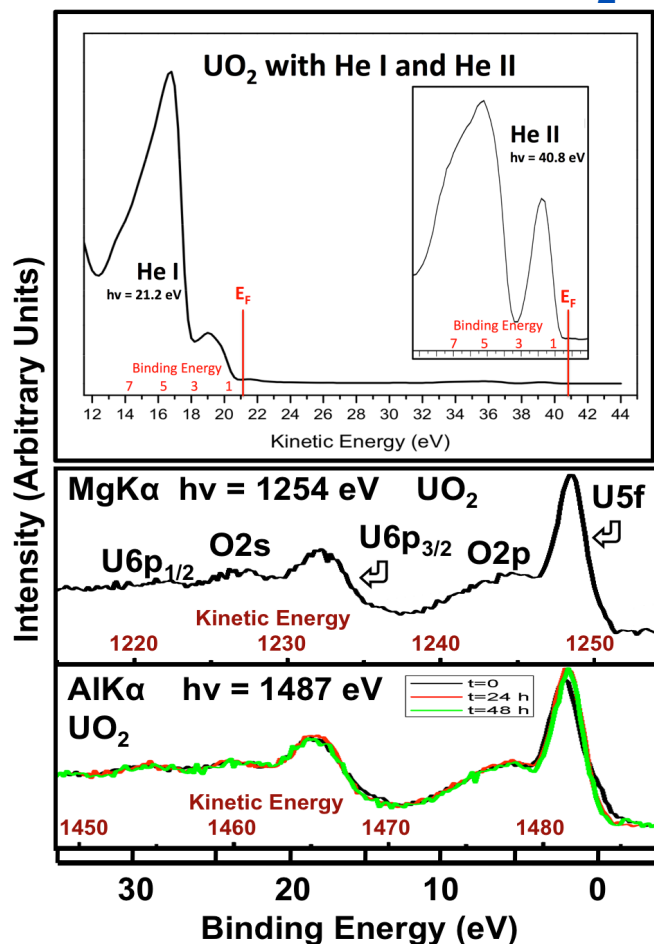 2
UO2 with He I and He II
He II
hν = 40.8 eV
He I
hν = 21.2 eV
EF
EF
Binding Energy
7 5 3 1
Binding Energy
7 5 3 1
12 14 16 18 20 22 24 26 28 30 32 34 36 38 40 42 44
Kinetic Energy (eV)
Intensity (Arbitrary Units)
MgKα hν = 1254 eV UO2
U5f
U6p1/2
O2s
U6p3/2
O2p
Kinetic Energy
1220 1230 1240 1250
AlKα hν = 1487 eV
UO2
t=0
t=24 h
t=48 h
Kinetic Energy
1450 1460 1470 1480
30 20 10 0
Binding Energy (eV)